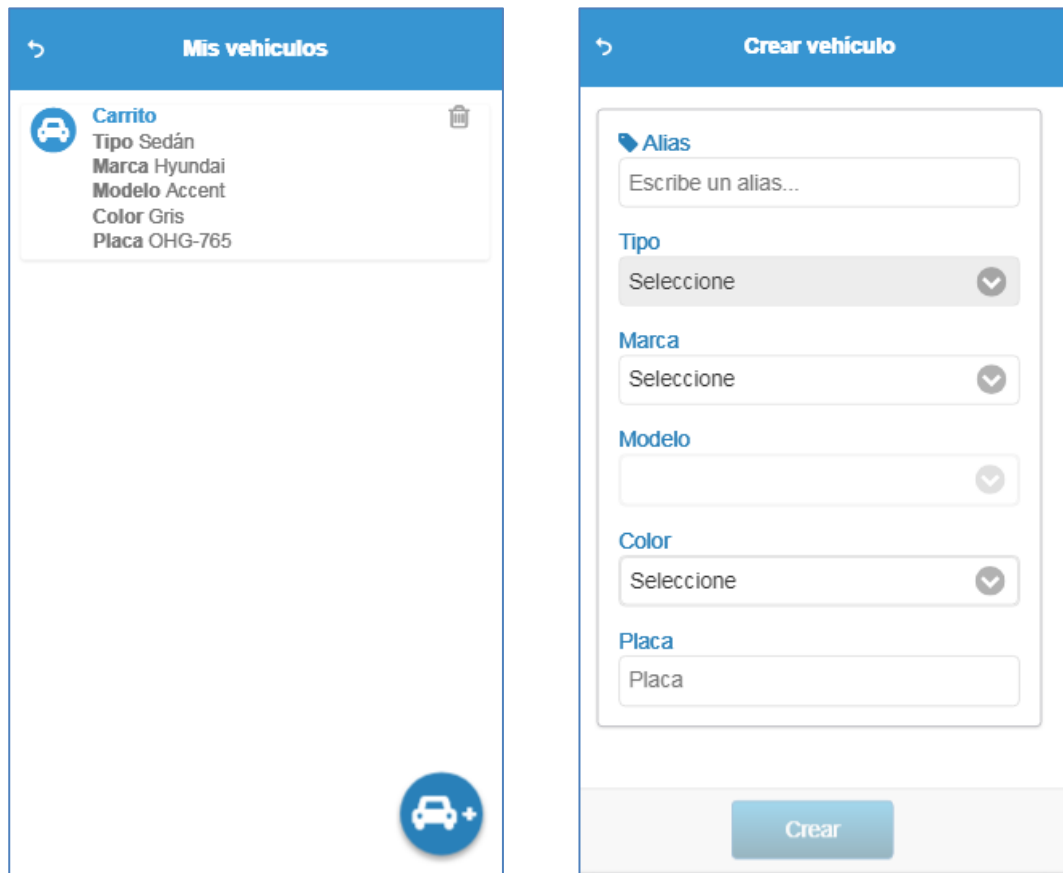 Mis vehículos
Carrito
Tipo Sedán
Marca Hyundai
Modelo Accent
Color Gris
Placa OHG-765
Crear vehículo
Alias
Escribe un alias...
Tipo
Seleccione
Marca
Seleccione
Modelo
Color
Seleccione
Placa
Placa
Crear